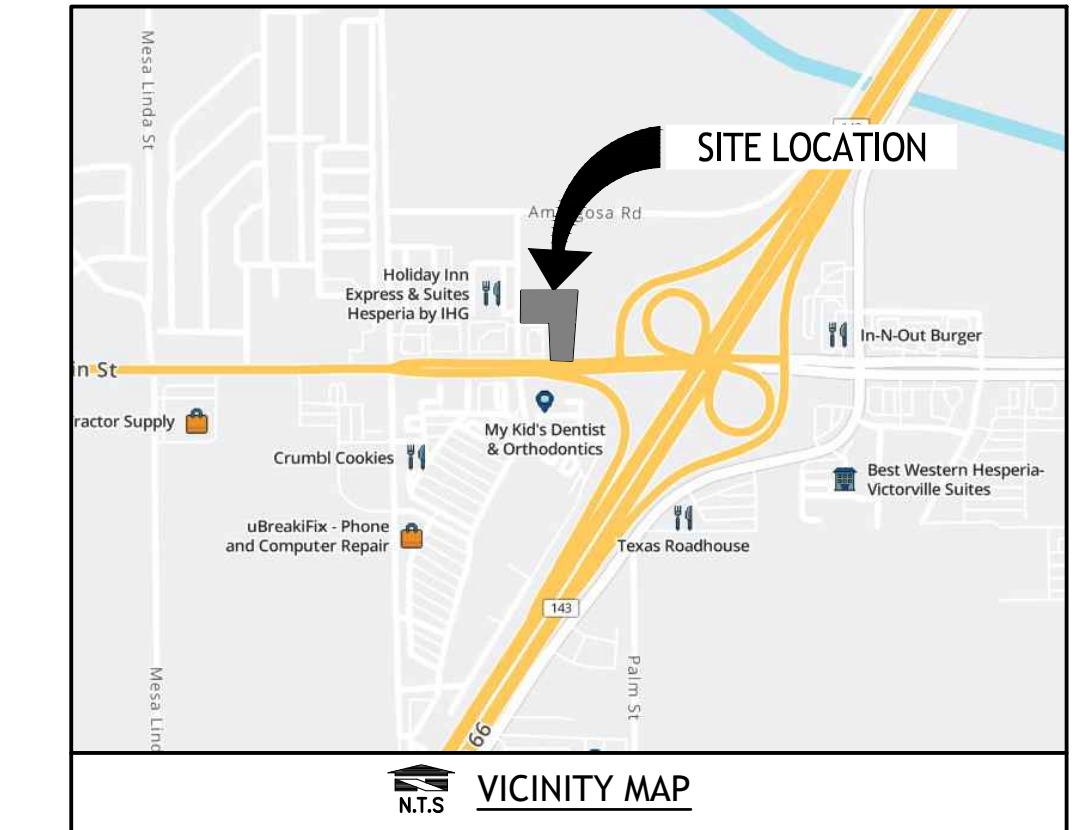 Mesa Linda St
SITE LOCATION
Holiday Inn
Express & Suites
Hesperia by IHG
In-N-Out Burger
in St
ractor Supply
My Kid's Dentist
& Orthodontics
Crumbl Cookies
Best Western Hesperia-
Victorville Suites
uBreakiFix - Phone
and Computer Repair
Texas Roadhouse
143
Palm St
Mesa Lind
66
N.T.S
VICINITY MAP